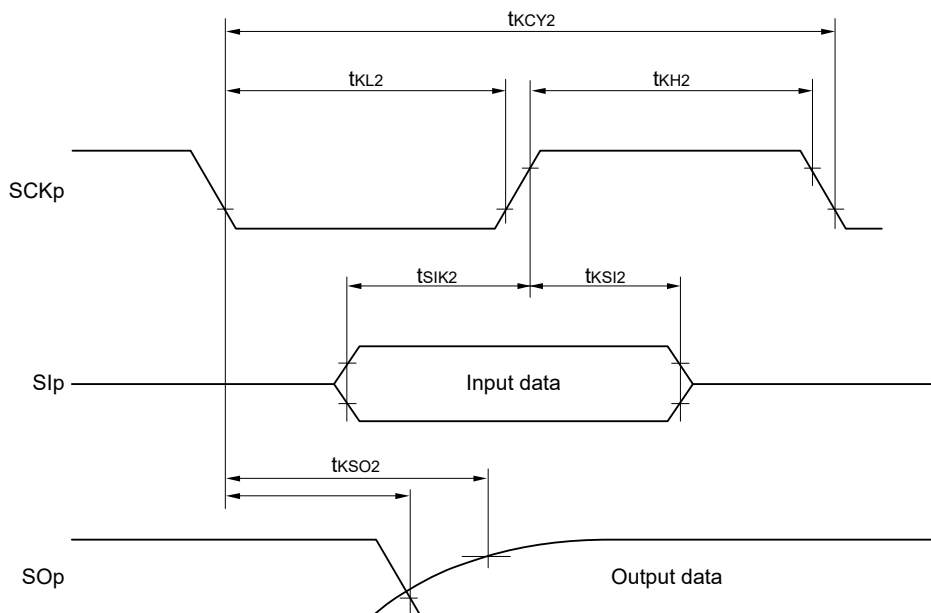 tKCY2
tKL2
tKH2
SCKp
tSIK2
tKSI2
SIp
Input data
tKSO2
SOp
Output data